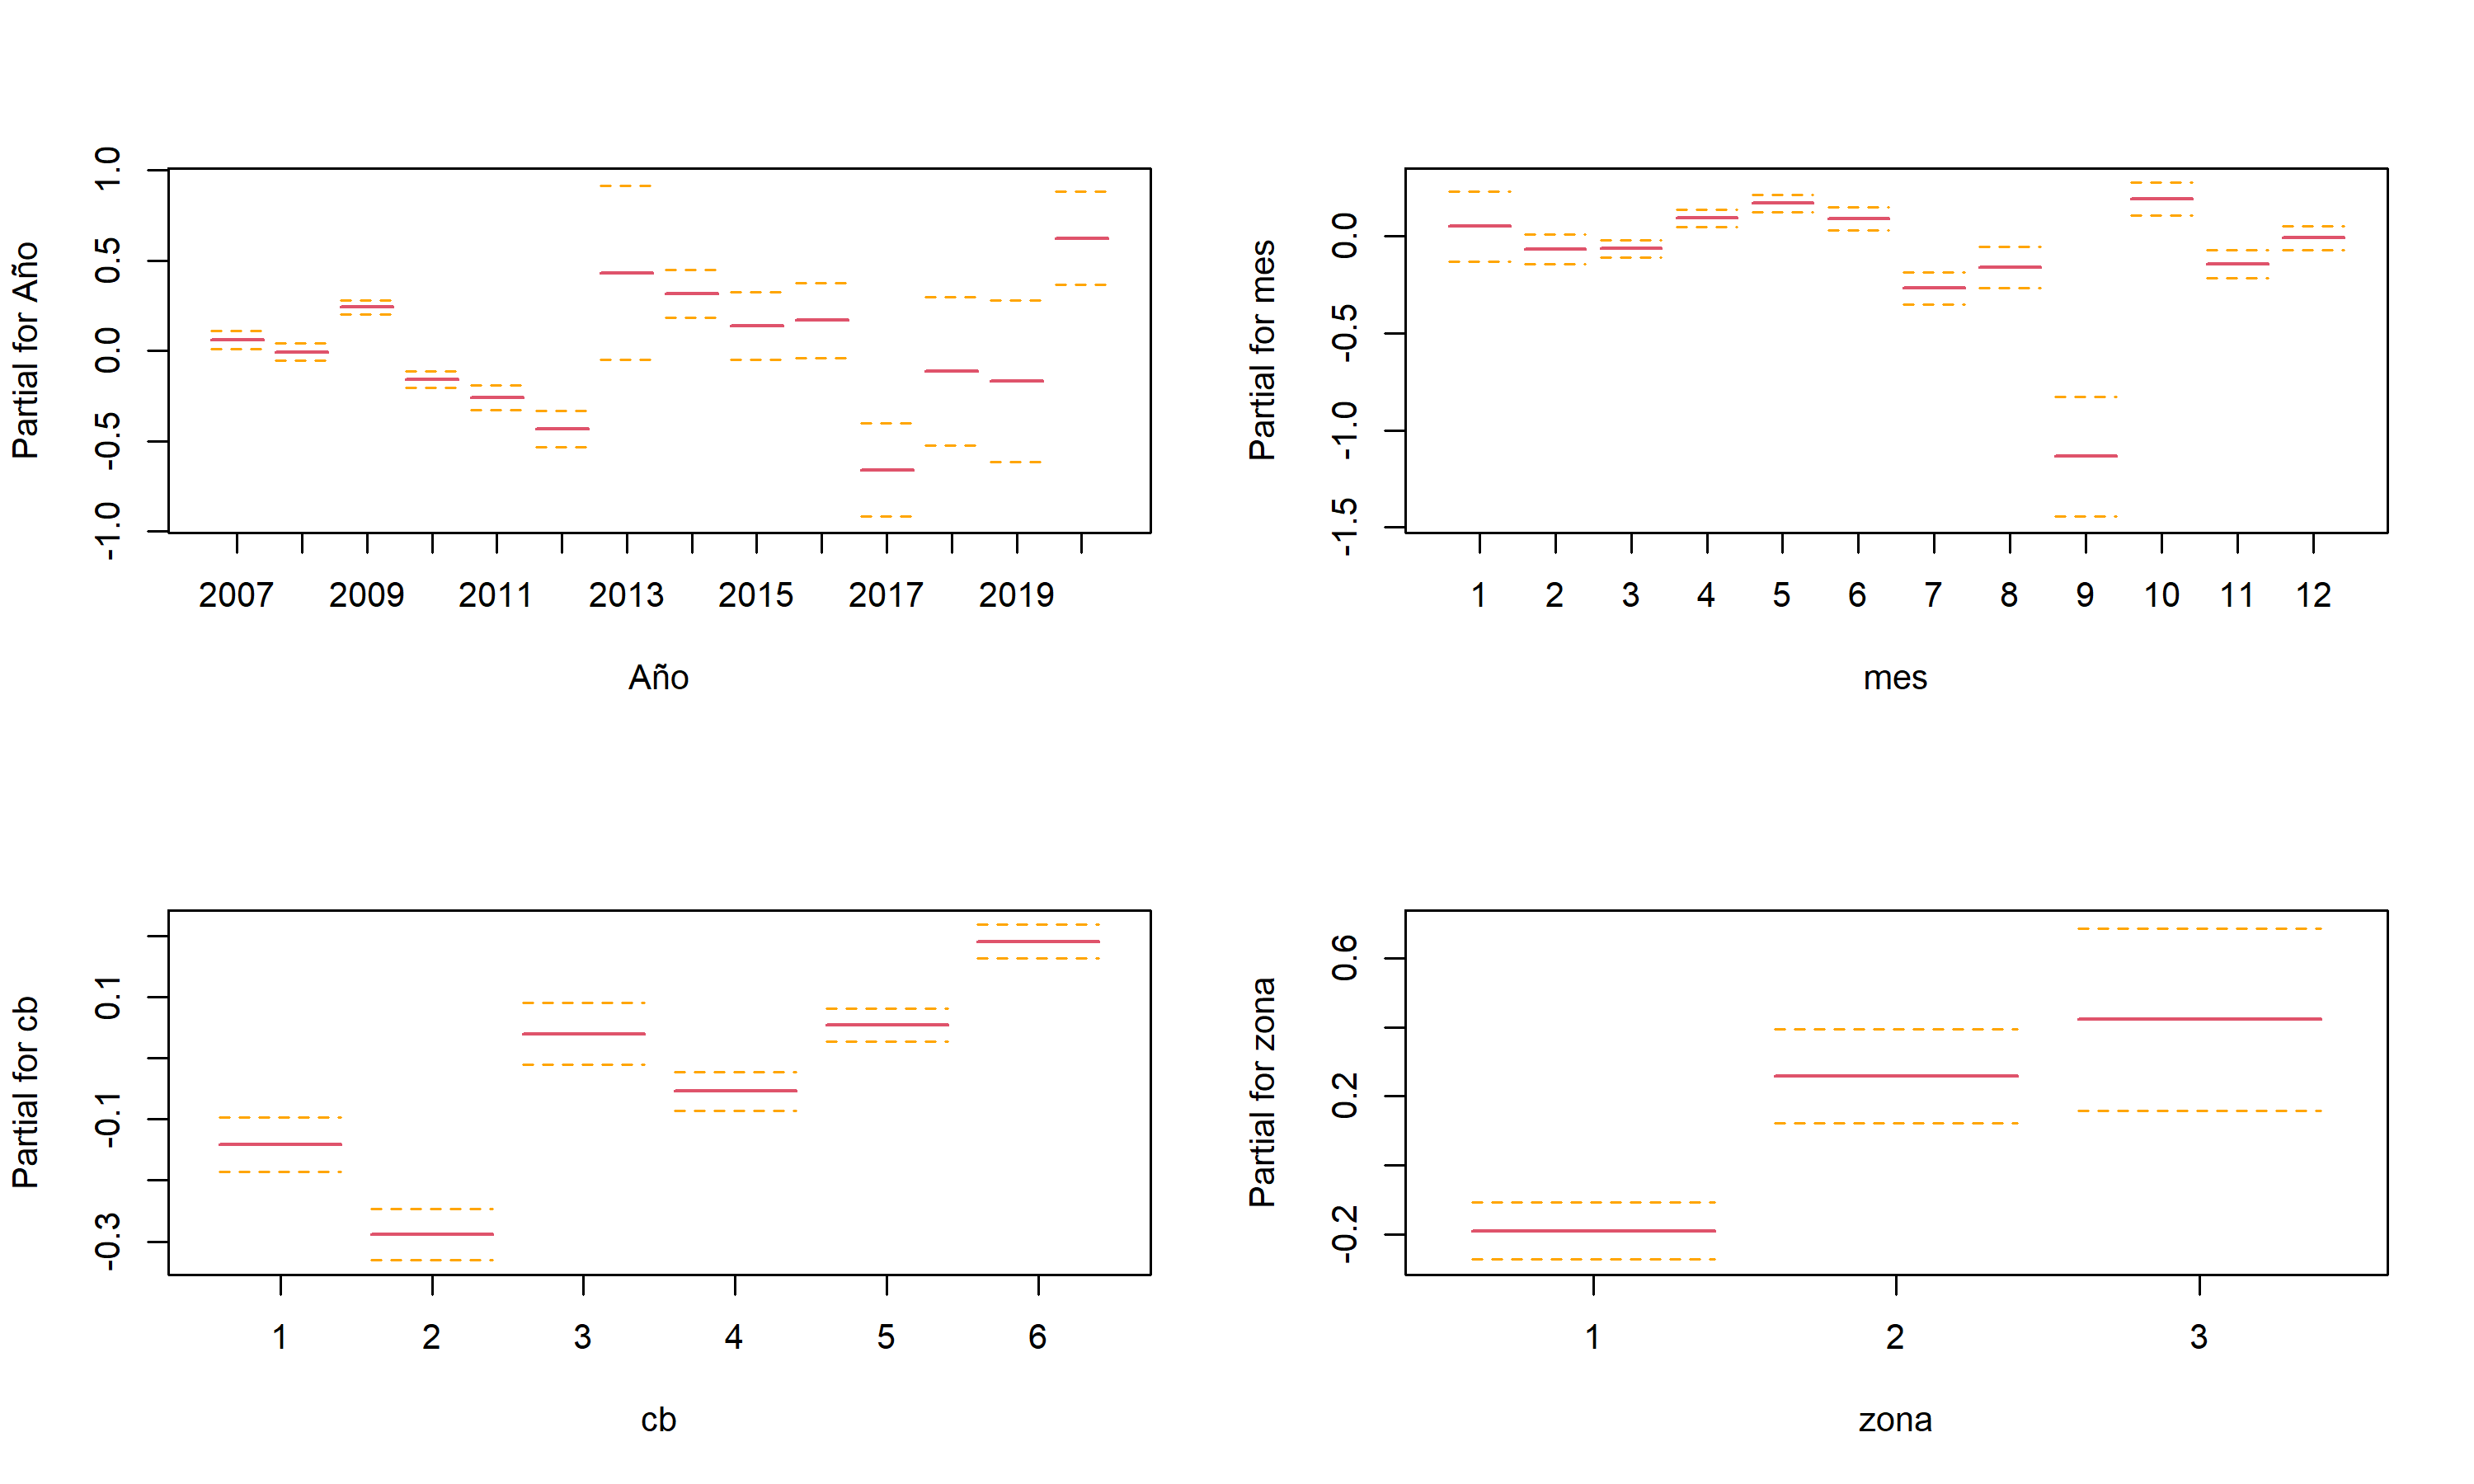 Partial for Año
1.0
0.5
0.0
-0.5
-1.0
2007 2009 2011 2013 2015 2017 2019
Año
Partial for mes
0.0
-0.5
-1.0
-1.5
1 2 3 4 5 6 7 8 9 10 11 12
mes
Partial for cb
0.1
-0.1
-0.3
1 2 3 4 5 6
cb
Partial for zona
0.6
0.2
-0.2
1 2 3
zona